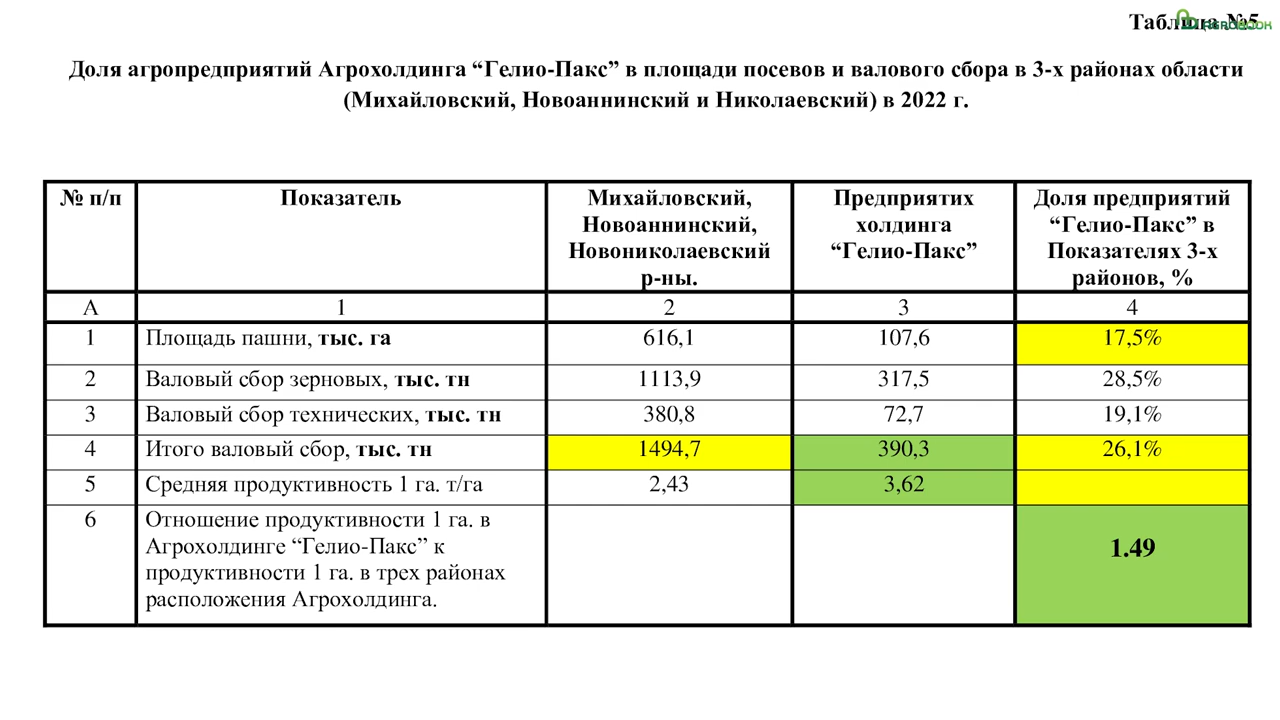 Таблица №5
AGROBOOK
Доля агропредприятий Агрохолдинга “Гелио-Пакс” в площади посевов и валового сбора в 3-х районах области
(Михайловский, Новоаннинский и Николаевский) в 2022 г.
№ п/п
Показатель
Михайловский,
Новоаннинский,
Новониколаевский
р-ны.
Предприятих
холдинга
“Гелио-Пакс”
Доля предприятий
“Гелио-Пакс” в
Показателях 3-х
районов, %
А 1 2 3 4
1 Площадь пашни, тыс. га 616,1 107,6 17,5%
2 Валовый сбор зерновых, тыс. тн 1113,9 317,5 28,5%
3 Валовый сбор технических, тыс. тн 380,8 72,7 19,1%
4 Итого валовый сбор, тыс. тн 1494,7 390,3 26,1%
5 Средняя продуктивность 1 га. т/га 2,43 3,62
6 Отношение продуктивности 1 га. в
Агрохолдинге “Гелио-Пакс” к
продуктивности 1 га. в трех районах
расположения Агрохолдинга.
1.49